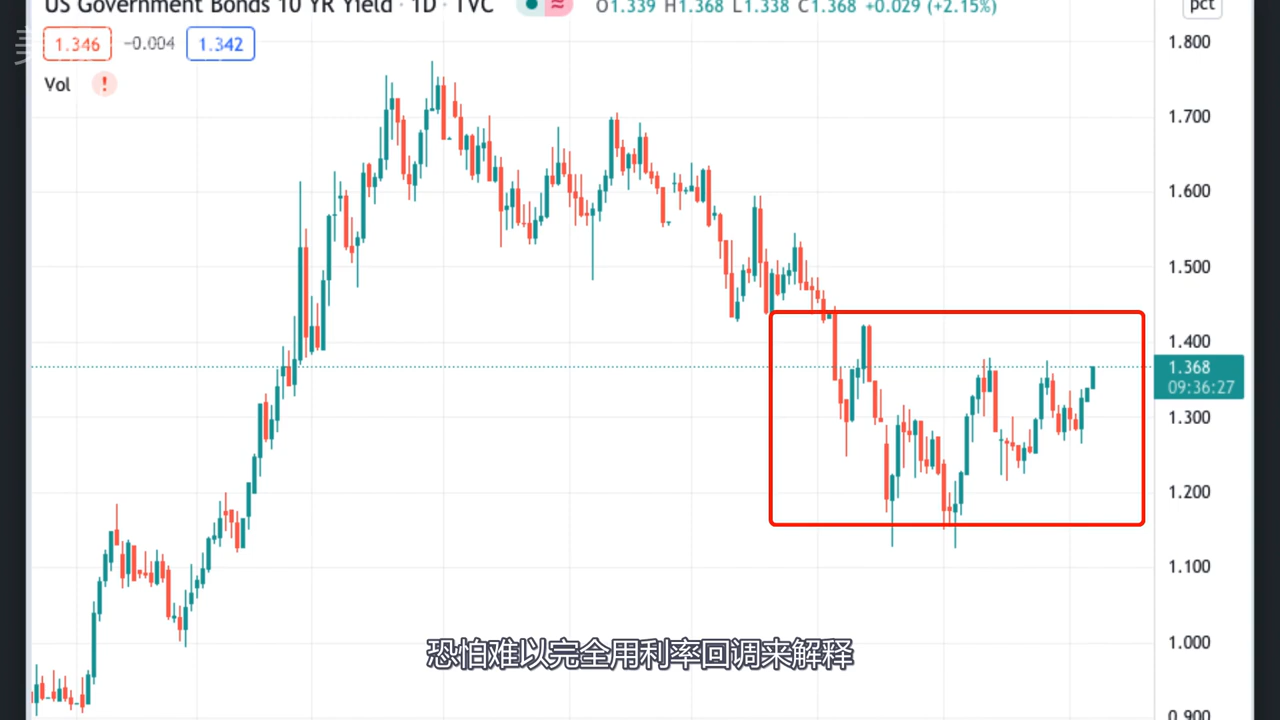 US Government Bonds 10 YR Yield · 1D · TVC
O1.339 H1.368 L1.338 C1.368 +0.029 (+2.15%)
pct
1.346 −0.004 1.342
Vol
1.800
1.700
1.600
1.500
1.400
1.368
09:36:27
1.300
1.200
1.100
1.000
0.900
恐怕难以完全用利率回调来解释